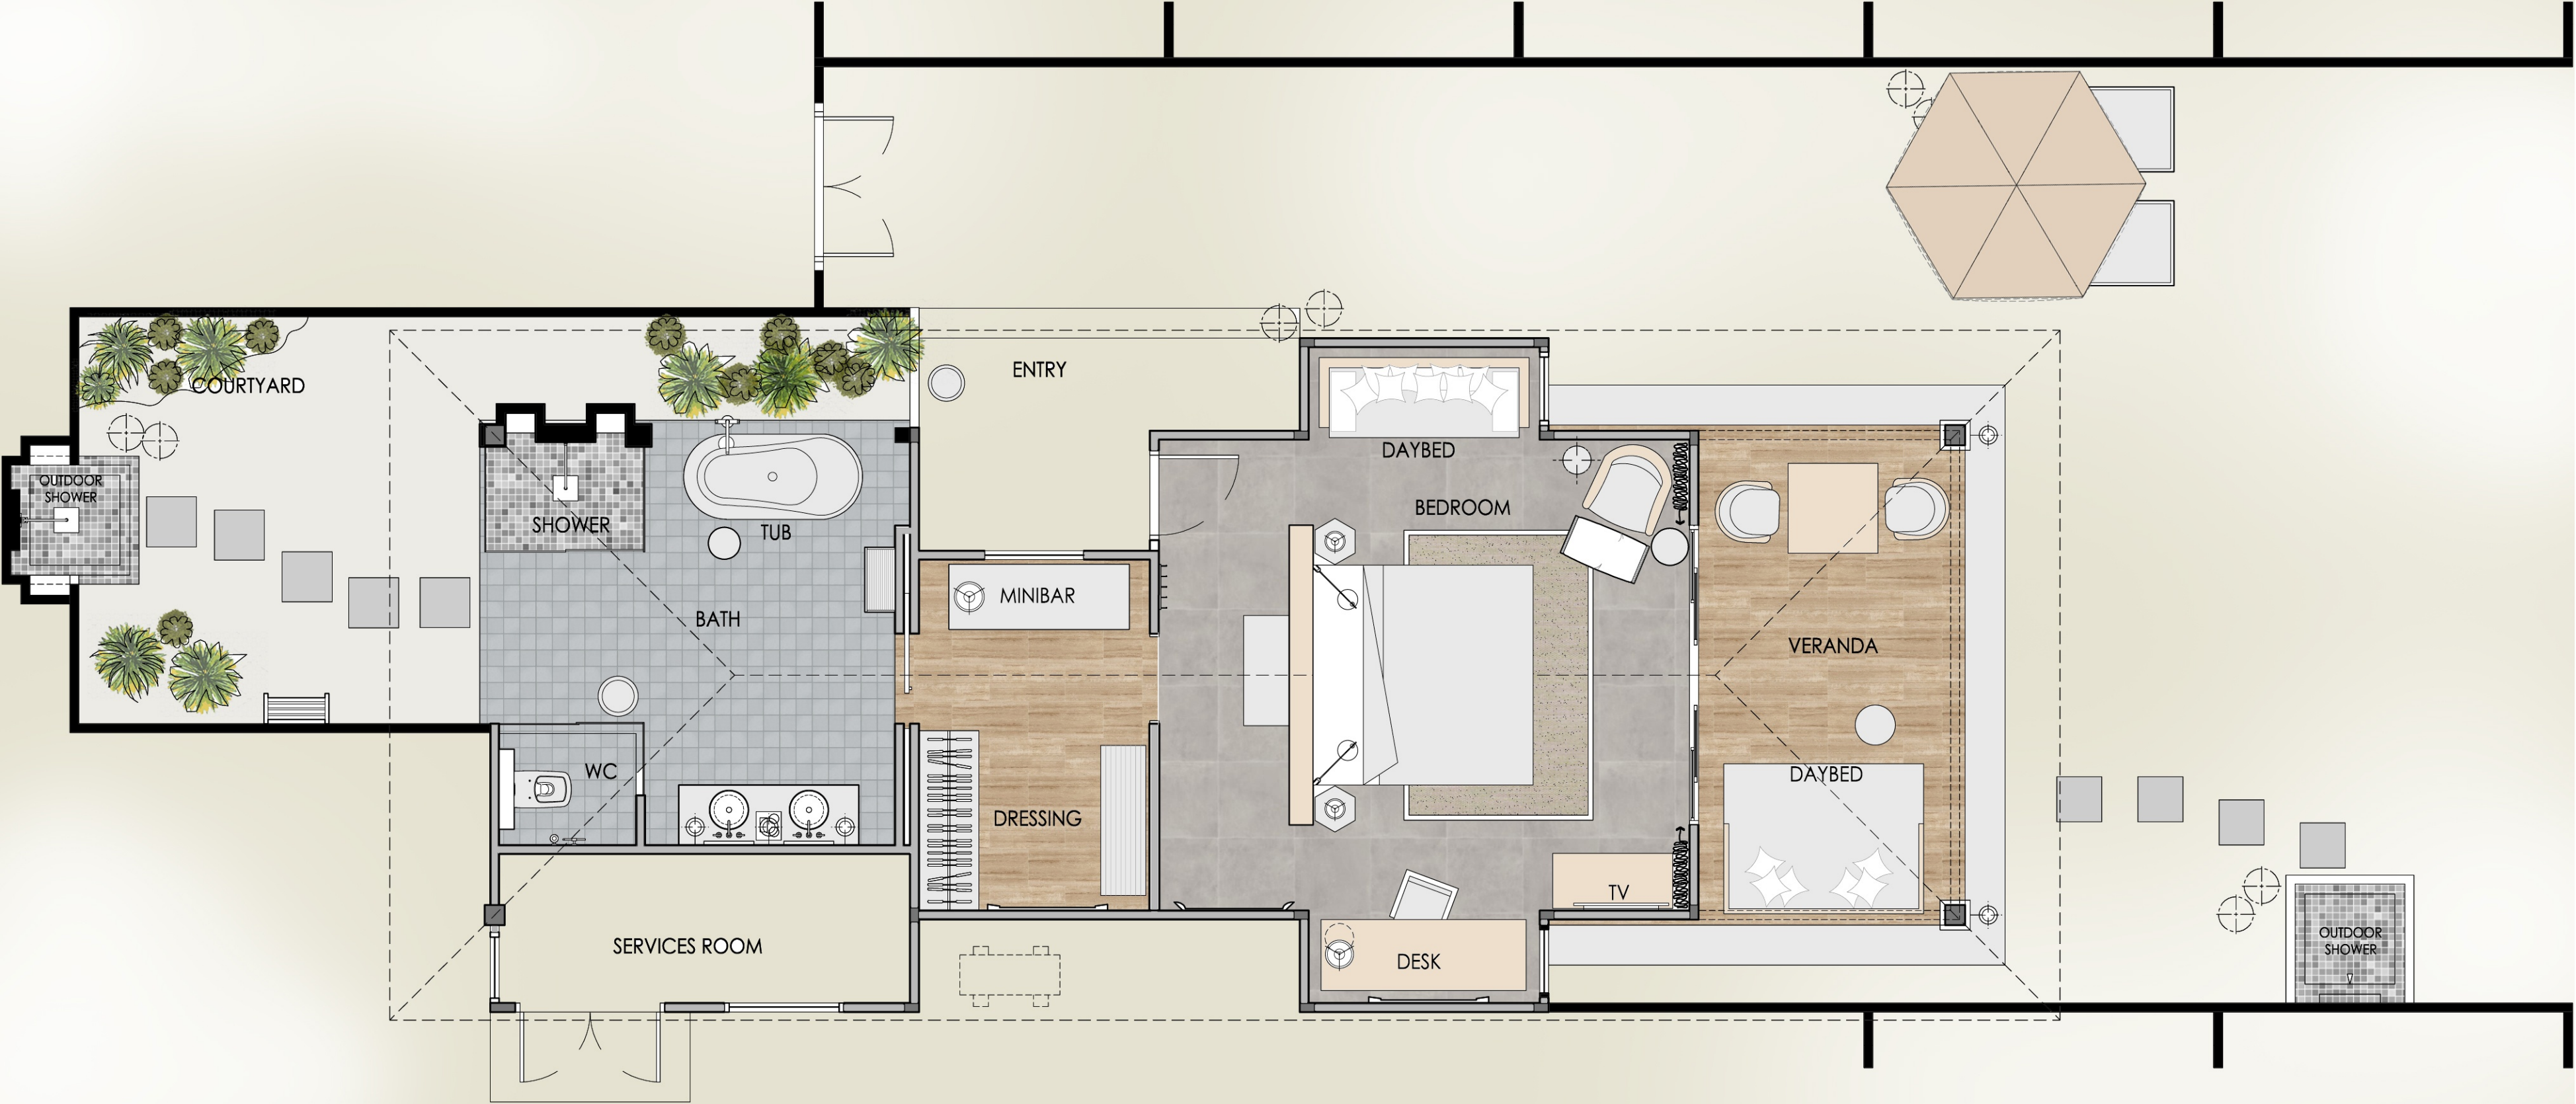 ENTRY
COURTYARD
DAYBED
OUTDOOR
SHOWER
BEDROOM
SHOWER
TUB
MINIBAR
BATH
VERANDA
WC
DAYBED
DRESSING
TV
SERVICES ROOM
DESK
OUTDOOR
SHOWER